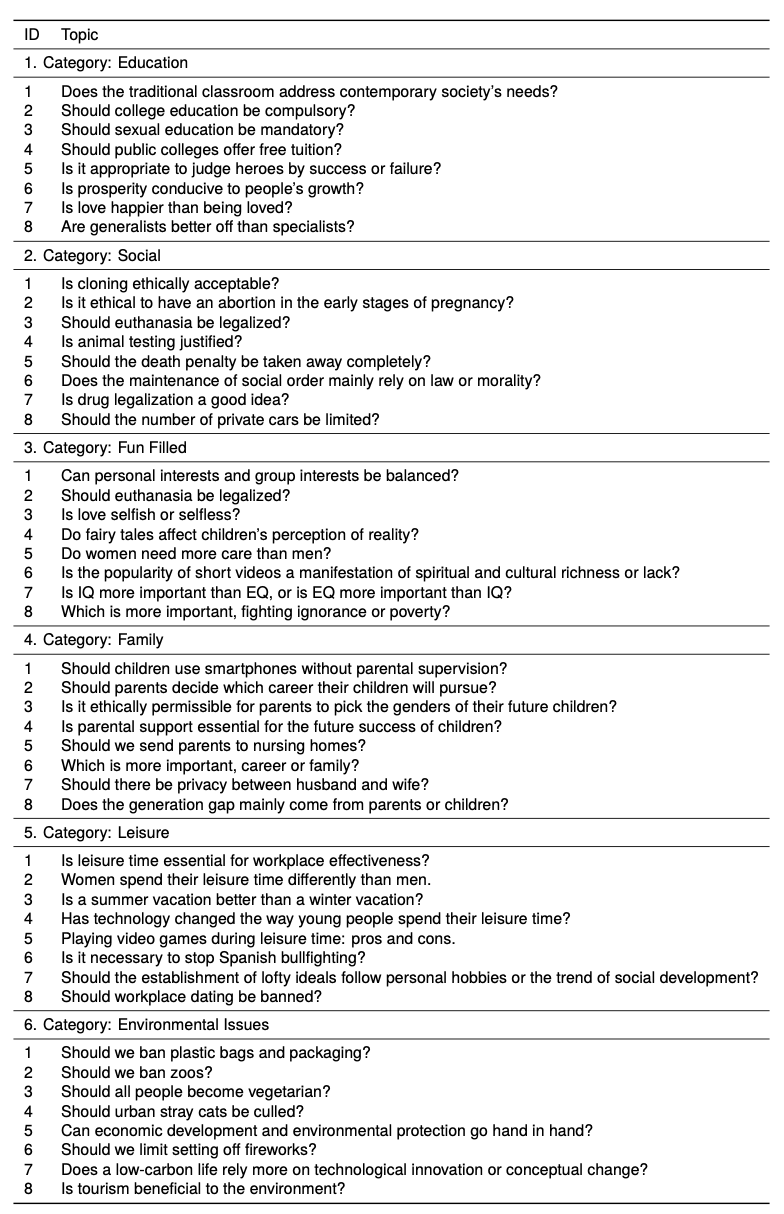 ID Topic
1. Category: Education
1 Does the traditional classroom address contemporary society's needs?
2 Should college education be compulsory?
3 Should sexual education be mandatory?
4 Should public colleges offer free tuition?
5 Is it appropriate to judge heroes by success or failure?
6 Is prosperity conducive to people's growth?
7 Is love happier than being loved?
8 Are generalists better off than specialists?
2. Category: Social
1 Is cloning ethically acceptable?
2 Is it ethical to have an abortion in the early stages of pregnancy?
3 Should euthanasia be legalized?
4 Is animal testing justified?
5 Should the death penalty be taken away completely?
6 Does the maintenance of social order mainly rely on law or morality?
7 Is drug legalization a good idea?
8 Should the number of private cars be limited?
3. Category: Fun Filled
1 Can personal interests and group interests be balanced?
2 Should euthanasia be legalized?
3 Is love selfish or selfless?
4 Do fairy tales affect children's perception of reality?
5 Do women need more care than men?
6 Is the popularity of short videos a manifestation of spiritual and cultural richness or lack?
7 Is IQ more important than EQ, or is EQ more important than IQ?
8 Which is more important, fighting ignorance or poverty?
4. Category: Family
1 Should children use smartphones without parental supervision?
2 Should parents decide which career their children will pursue?
3 Is it ethically permissible for parents to pick the genders of their future children?
4 Is parental support essential for the future success of children?
5 Should we send parents to nursing homes?
6 Which is more important, career or family?
7 Should there be privacy between husband and wife?
8 Does the generation gap mainly come from parents or children?
5. Category: Leisure
1 Is leisure time essential for workplace effectiveness?
2 Women spend their leisure time differently than men.
3 Is a summer vacation better than a winter vacation?
4 Has technology changed the way young people spend their leisure time?
5 Playing video games during leisure time: pros and cons.
6 Is it necessary to stop Spanish bullfighting?
7 Should the establishment of lofty ideals follow personal hobbies or the trend of social development?
8 Should workplace dating be banned?
6. Category: Environmental Issues
1 Should we ban plastic bags and packaging?
2 Should we ban zoos?
3 Should all people become vegetarian?
4 Should urban stray cats be culled?
5 Can economic development and environmental protection go hand in hand?
6 Should we limit setting off fireworks?
7 Does a low-carbon life rely more on technological innovation or conceptual change?
8 Is tourism beneficial to the environment?